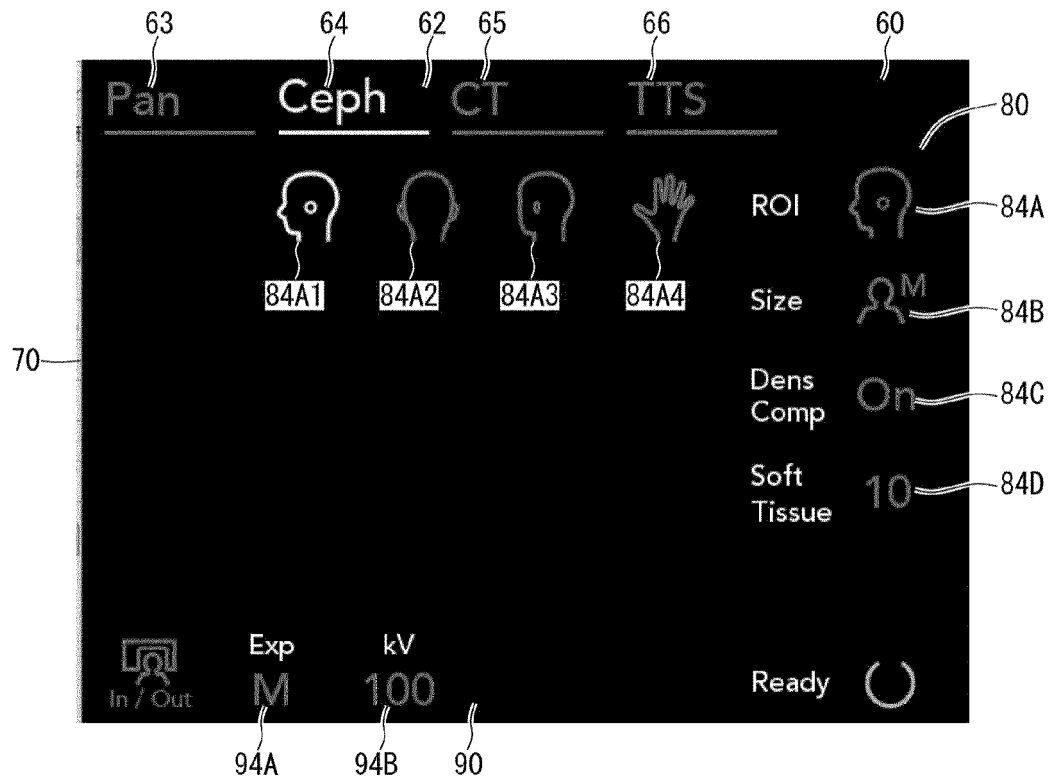 63 64 62 65 66 60
Pan Ceph CT TTS
80
ROI 84A
84A1 84A2 84A3 84A4
Size M 84B
70
Dens
Comp On 84C
Soft
Tissue 10 84D
In / Out
Exp
M
kV
100
Ready
94A 94B 90